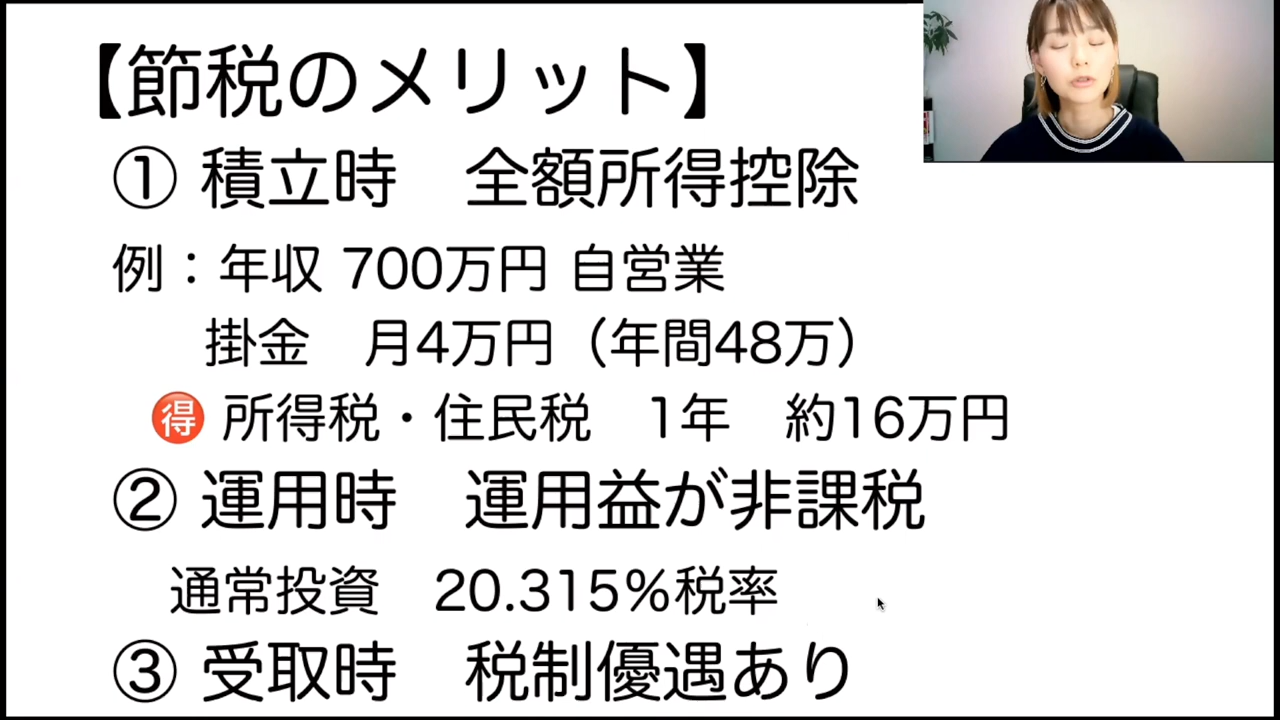 【節税のメリット】
① 積立時　全額所得控除
例：年収 700万円 自営業
掛金　月4万円（年間48万）
得 所得税・住民税　1年　約16万円
② 運用時　運用益が非課税
通常投資　20.315%税率
③ 受取時　税制優遇あり